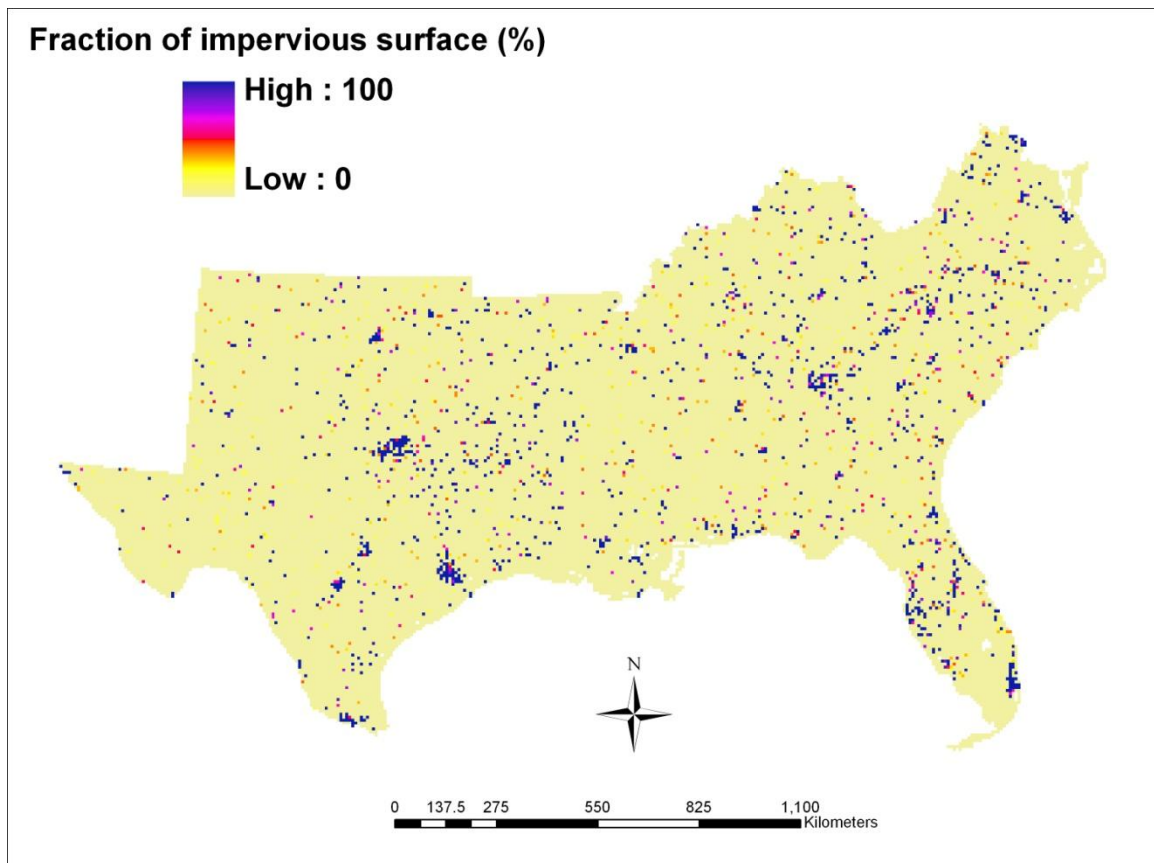 Fraction of impervious surface (%)
High : 100
Low : 0
N
0 137.5 275 550 825 1,100
Kilometers